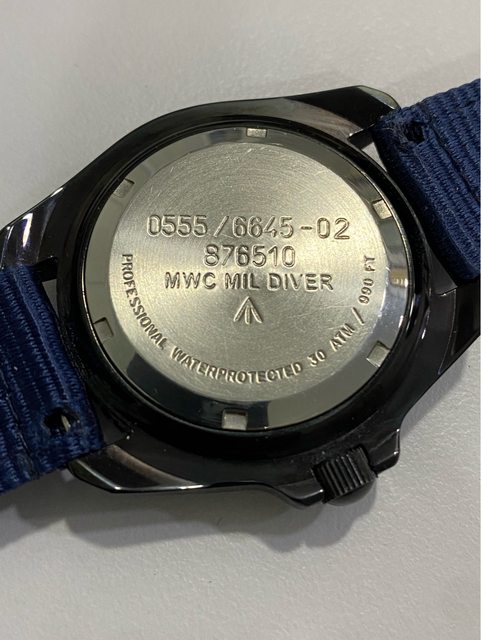 0555/6645-02
876510
MWC MIL DIVER
PROFESSIONAL WATERPROTECTED 30 ATM / 990 FT